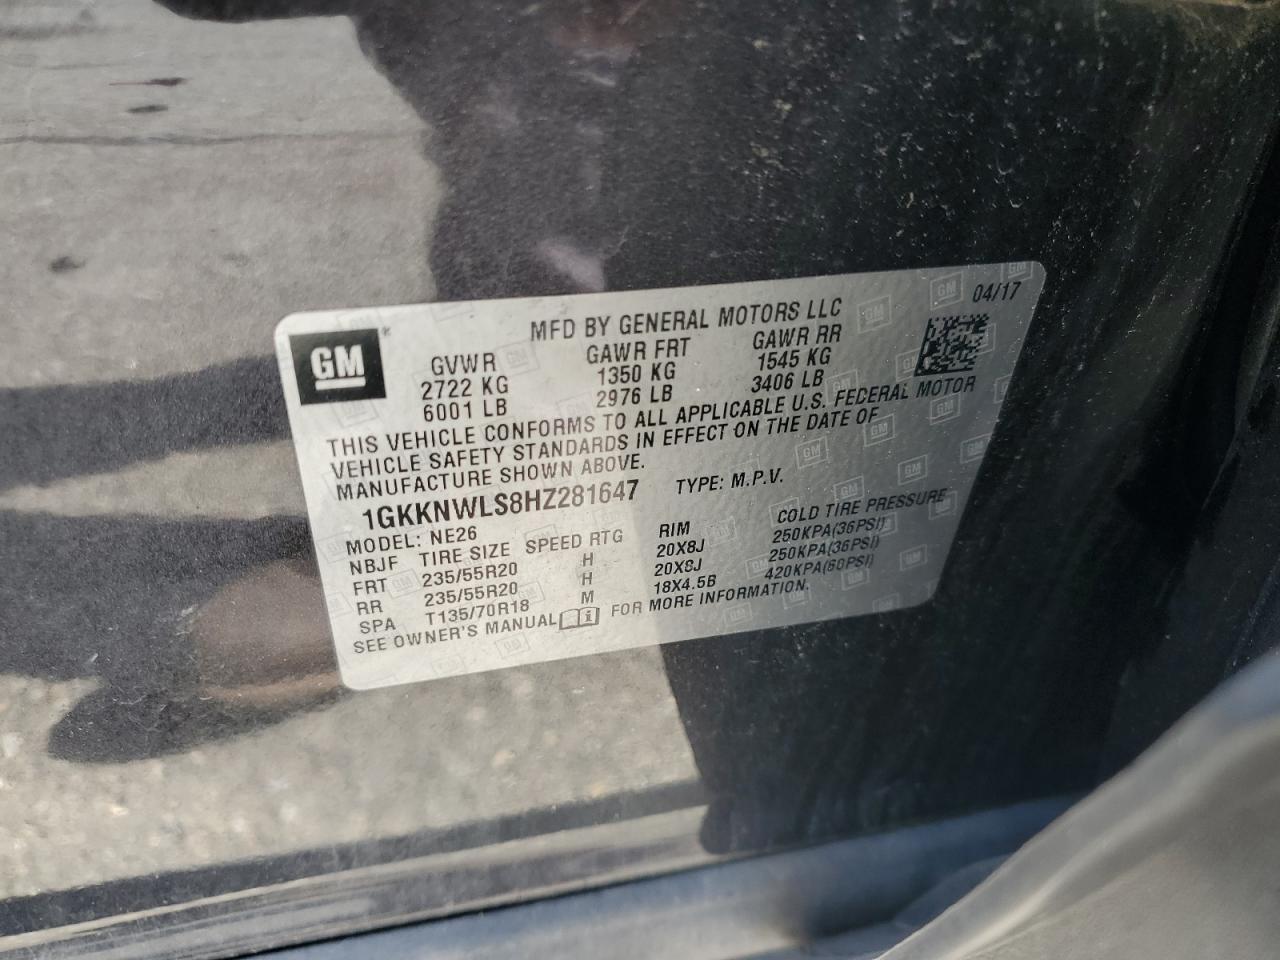 04/17
GM
MFD BY GENERAL MOTORS LLC
GVWR GAWR FRT GAWR RR
2722 KG 1350 KG 1545 KG
6001 LB 2976 LB 3406 LB
THIS VEHICLE CONFORMS TO ALL APPLICABLE U.S. FEDERAL MOTOR
VEHICLE SAFETY STANDARDS IN EFFECT ON THE DATE OF
MANUFACTURE SHOWN ABOVE.
1GKKNWLS8HZ281647 TYPE: M.P.V.
MODEL: NE26
NBJF TIRE SIZE SPEED RTG RIM COLD TIRE PRESSURE
FRT 235/55R20 H 20X8J 250KPA(36PSI)
RR 235/55R20 H 20X8J 250KPA(36PSI)
SPA T135/70R18 M 18X4.5B 420KPA(60PSI)
SEE OWNER'S MANUAL FOR MORE INFORMATION.